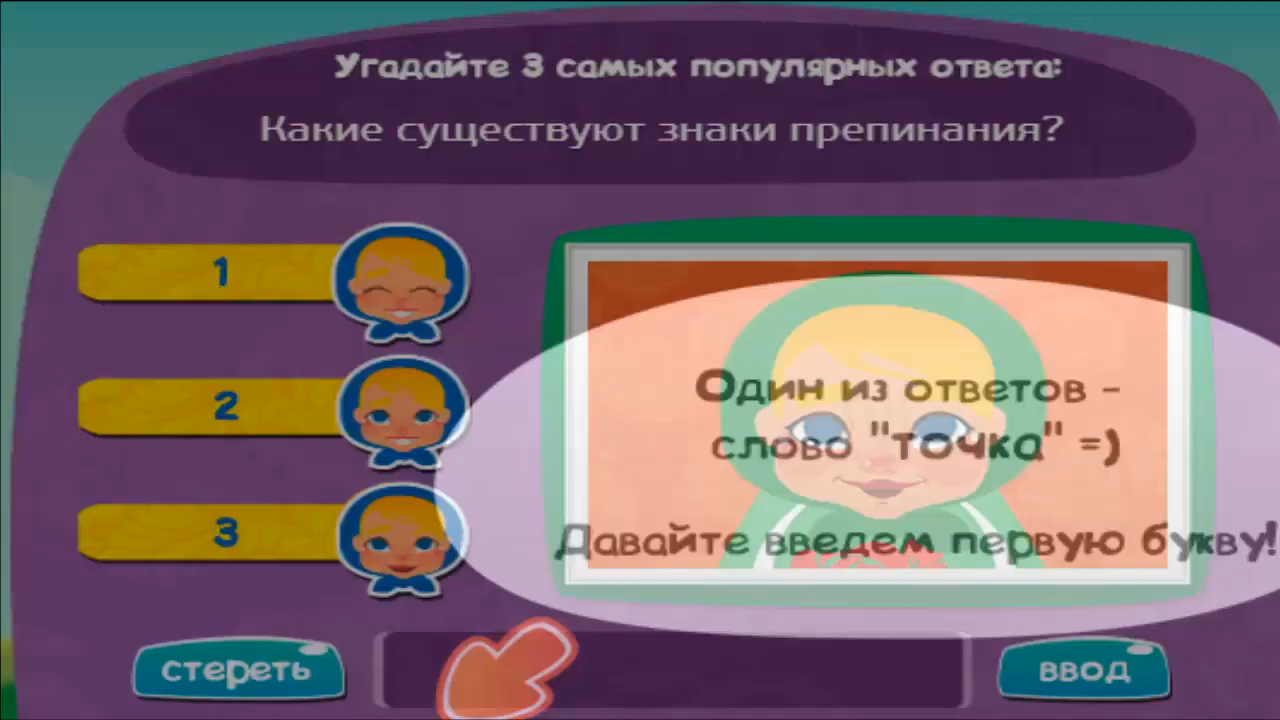 Угадайте 3 самых популярных ответа:
Какие существуют знаки препинания?
1
2
3
Один из ответов -
слово "точка" =)
Давайте введем первую букву!
стереть
ввод